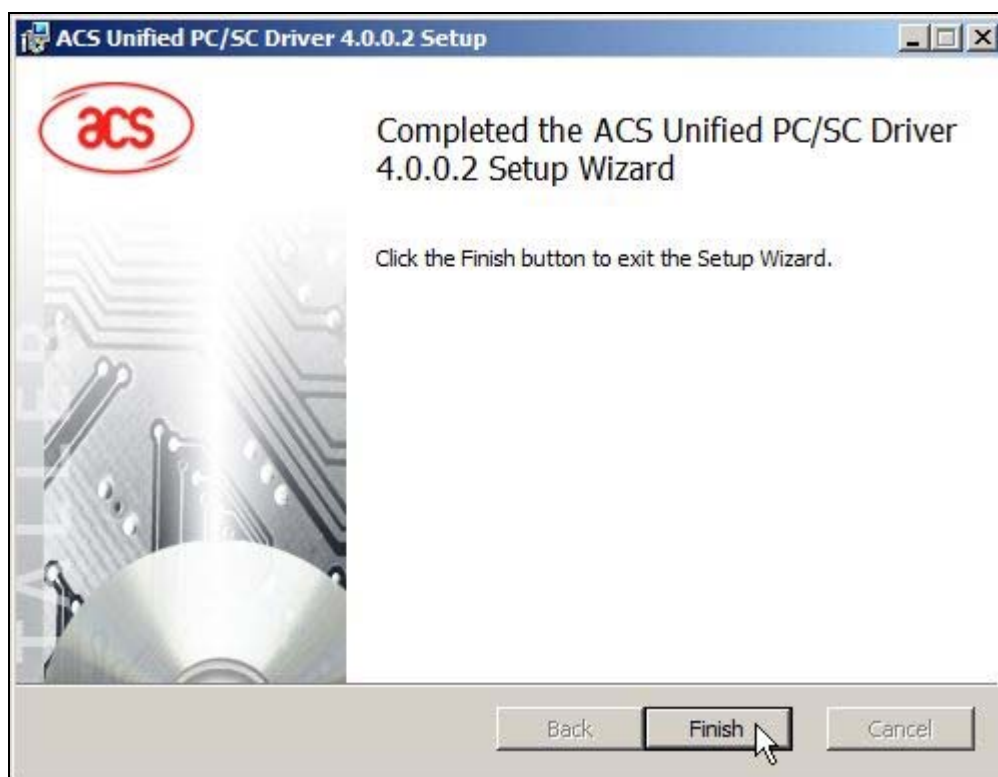 ACS Unified PC/SC Driver 4.0.0.2 Setup
acs
Completed the ACS Unified PC/SC Driver
4.0.0.2 Setup Wizard
Click the Finish button to exit the Setup Wizard.
Back
Finish
Cancel